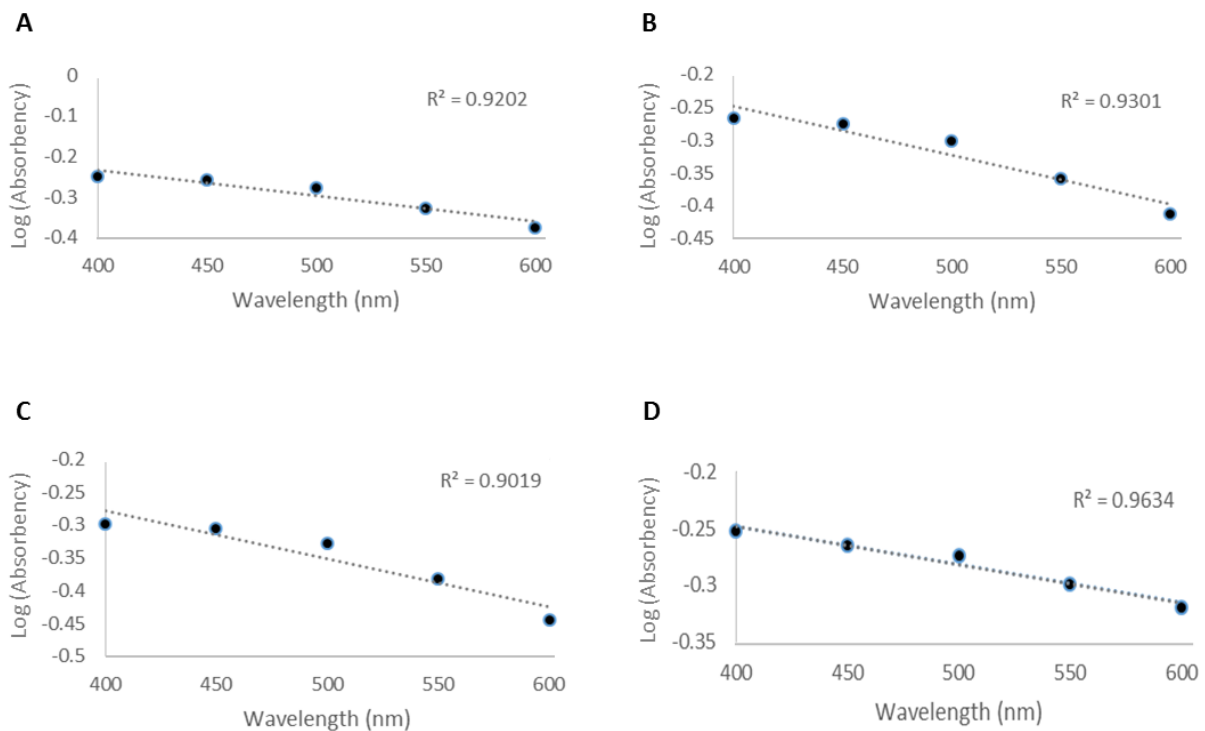 A
0
-0.1
-0.2
-0.3
-0.4
Log (Absorbency)
R² = 0.9202
400 450 500 550 600
Wavelength (nm)
B
-0.2
-0.25
-0.3
-0.35
-0.4
-0.45
Log (Absorbency)
R² = 0.9301
400 450 500 550 600
Wavelength (nm)
C
-0.2
-0.25
-0.3
-0.35
-0.4
-0.45
-0.5
Log (Absorbency)
R² = 0.9019
400 450 500 550 600
Wavelength (nm)
D
-0.2
-0.25
-0.3
-0.35
Log (Absorbency)
R² = 0.9634
400 450 500 550 600
Wavelength (nm)